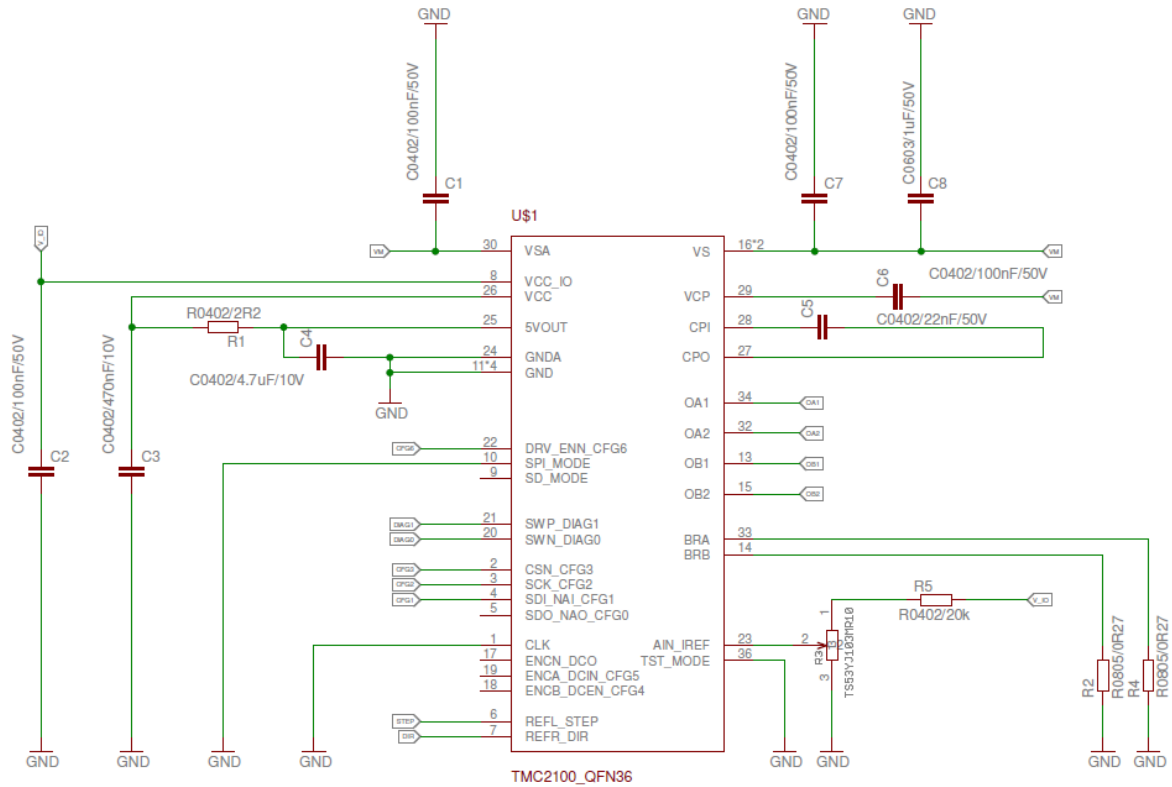 GND
GND
GND
C0402/100nF/50V
C1
C0402/100nF/50V
C7
C0603/1uF/50V
C8
U$1
V_IO
VM
30
VSA
VS
16*2
VM
8
VCC_IO
26
VCC
VCP
29
C6
C0402/100nF/50V
VM
R0402/2R2
R1
25
5VOUT
CPI
28
C5
C0402/22nF/50V
C4
C0402/4.7uF/10V
24
GNDA
CPO
27
11*4
GND
GND
C0402/100nF/50V
C2
C0402/470nF/10V
C3
OA1
34
OA1
OA2
32
OA2
CFG6
22
DRV_ENN_CFG6
10
SPI_MODE
OB1
13
OB1
9
SD_MODE
OB2
15
OB2
DIAG1
21
SWP_DIAG1
DIAG0
20
SWN_DIAG0
BRA
33
BRB
14
CFG3
2
CSN_CFG3
CFG2
3
SCK_CFG2
CFG1
4
SDI_NAI_CFG1
5
SDO_NAO_CFG0
R5
R0402/20k
V_IO
1
CLK
AIN_IREF
23
17
ENCN_DCO
TST_MODE
36
19
ENCA_DCIN_CFG5
18
ENCB_DCEN_CFG4
1
2
3
R3
TS53YJ103MR10
R2
R0805/0R27
R4
R0805/0R27
STEP
6
REFL_STEP
DIR
7
REFR_DIR
GND
GND
GND
GND
GND
GND
GND
GND
TMC2100_QFN36